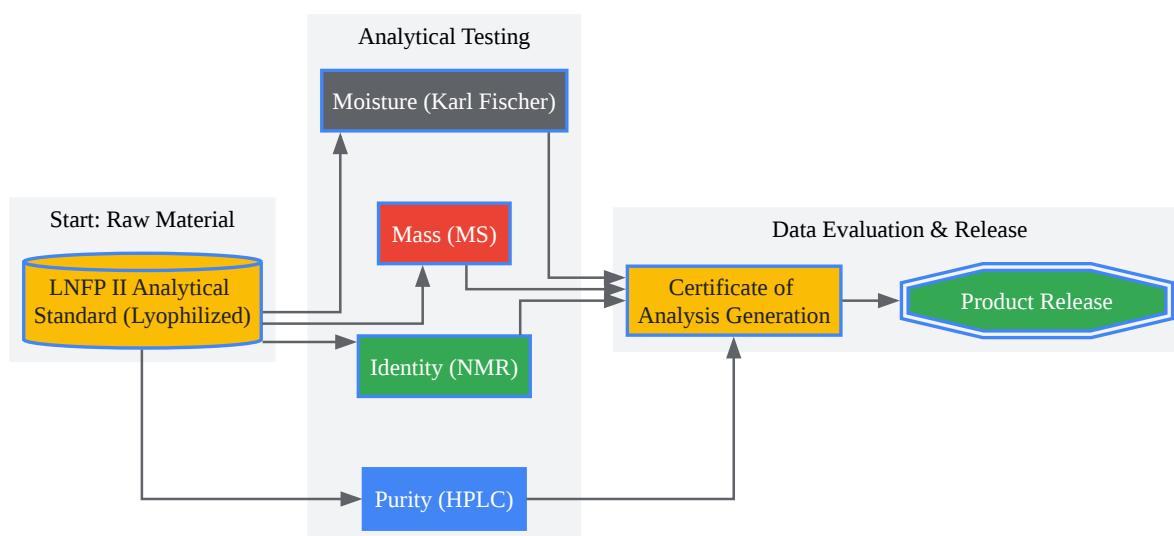 Analytical Testing
Moisture (Karl Fischer)
Start: Raw Material
Mass (MS)
Data Evaluation & Release
LNFP II Analytical
Standard (Lyophilized)
Certificate of
Analysis Generation
Product Release
Identity (NMR)
Purity (HPLC)